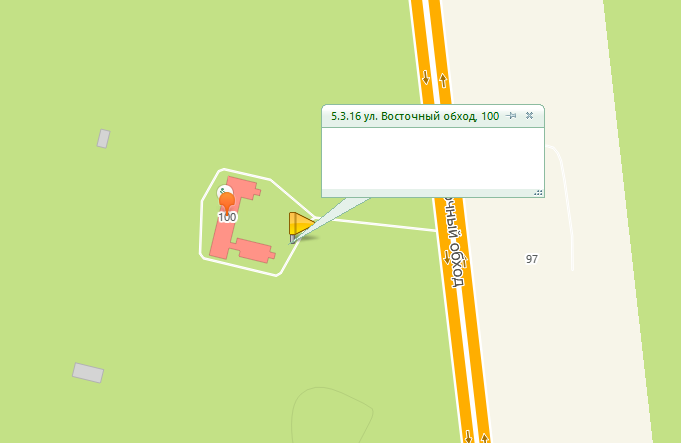 5.3.16 ул. Восточный обход, 100
100
чный обход
97